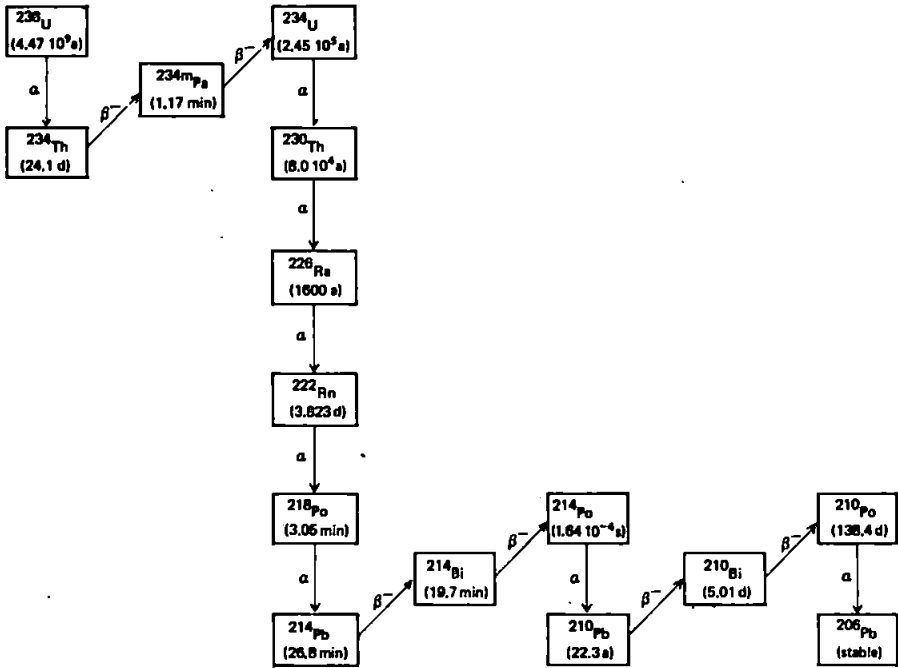 238U
(4.47 10⁹a)
α
234Th
(24.1 d)
β⁻
234mPa
(1.17 min)
β⁻
234U
(2.45 10⁵a)
α
230Th
(8.0 10⁴a)
α
226Ra
(1600 a)
α
222Rn
(3.823 d)
α
218Po
(3.05 min)
α
214Pb
(26.8 min)
β⁻
214Bi
(19.7 min)
β⁻
214Po
(1.64 10⁻⁴s)
α
210Pb
(22.3 a)
β⁻
210Bi
(5.01 d)
β⁻
210Po
(138.4 d)
α
206Pb
(stable)